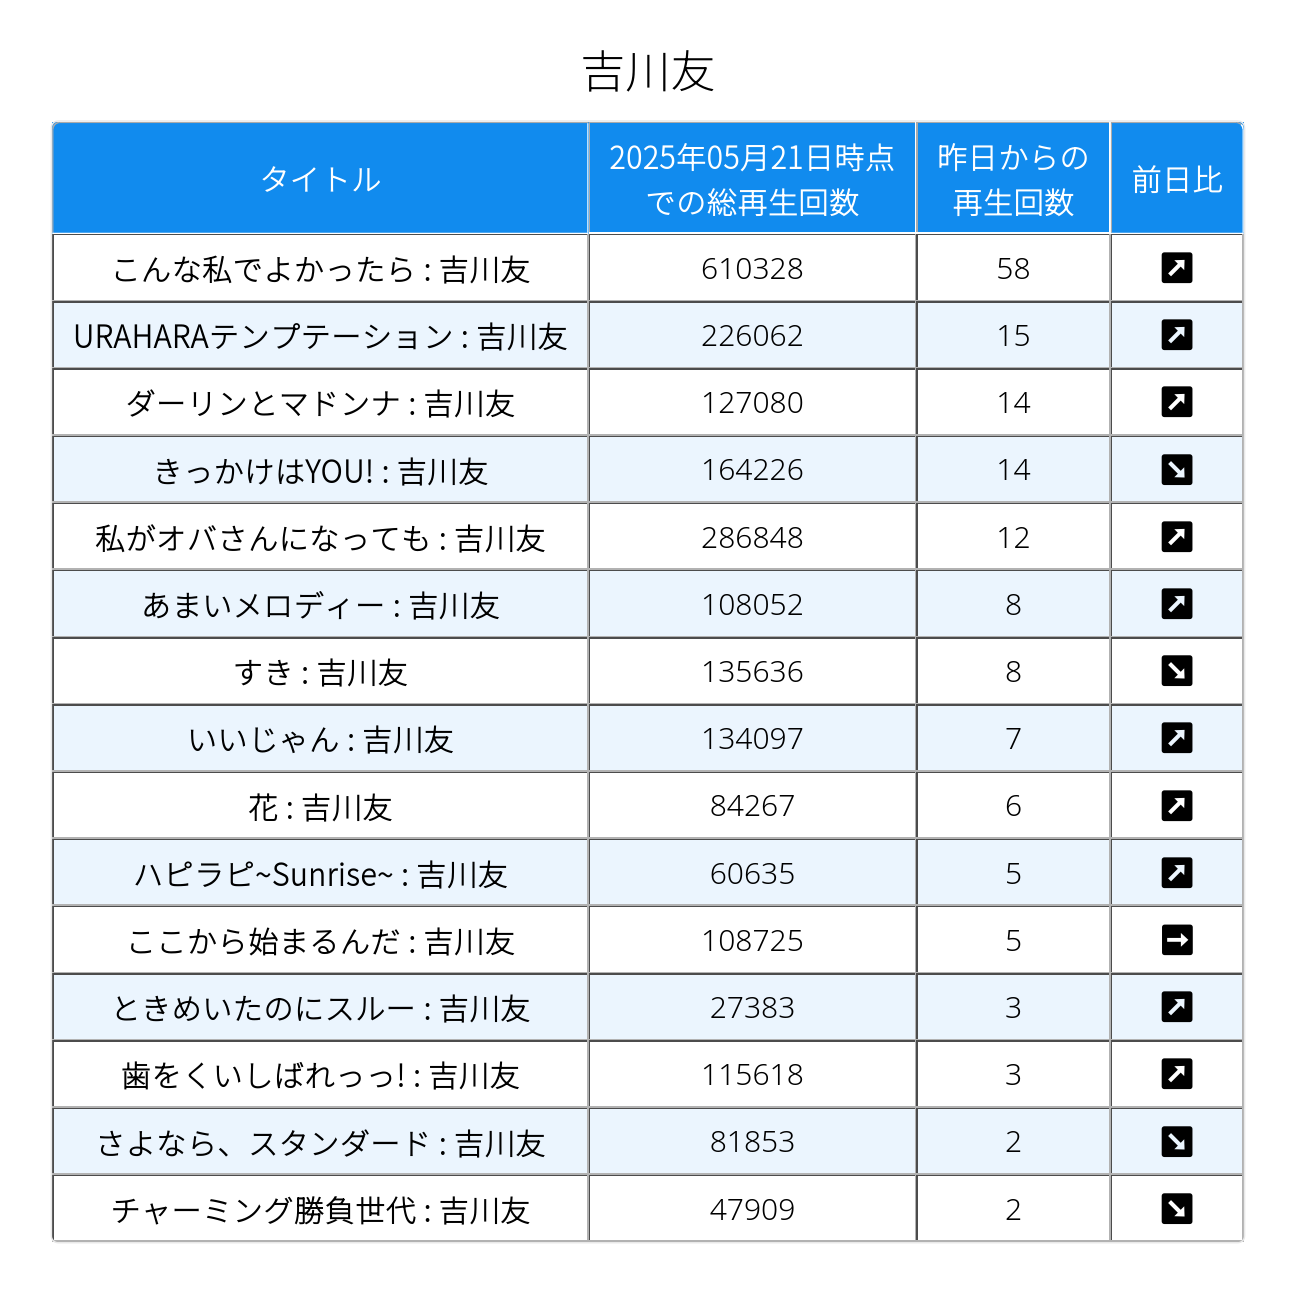 吉川友
タイトル 2025年05月21日時点での総再生回数 昨日からの再生回数 前日比
こんな私でよかったら : 吉川友 610328 58 ↗
URAHARAテンプテーション : 吉川友 226062 15 ↗
ダーリンとマドンナ : 吉川友 127080 14 ↗
きっかけはYOU! : 吉川友 164226 14 ↘
私がオバさんになっても : 吉川友 286848 12 ↗
あまいメロディー : 吉川友 108052 8 ↗
すき : 吉川友 135636 8 ↘
いいじゃん : 吉川友 134097 7 ↗
花 : 吉川友 84267 6 ↗
ハピラピ~Sunrise~ : 吉川友 60635 5 ↗
ここから始まるんだ : 吉川友 108725 5 →
ときめいたのにスルー : 吉川友 27383 3 ↗
歯をくいしばれっっ! : 吉川友 115618 3 ↗
さよなら、スタンダード : 吉川友 81853 2 ↘
チャーミング勝負世代 : 吉川友 47909 2 ↘